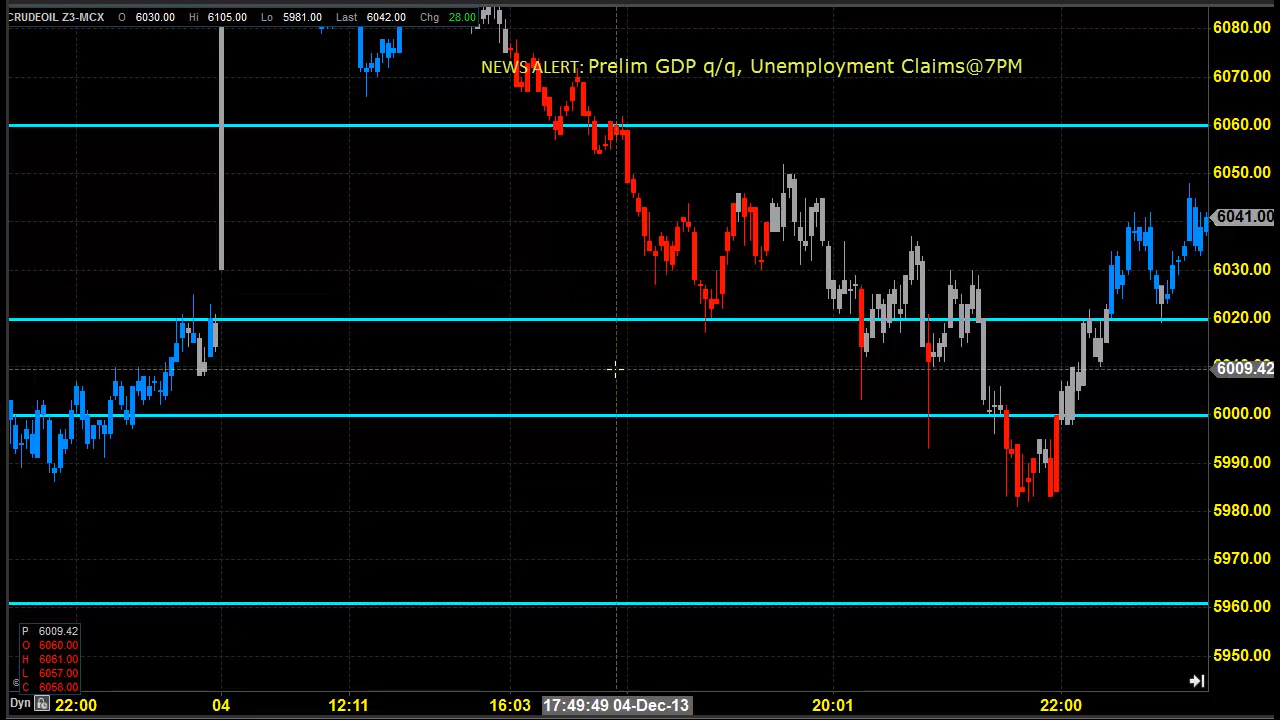 CRUDEOIL Z3-MCX O 6030.00 Hi 6105.00 Lo 5981.00 Last 6042.00 Chg 28.00
NEWS ALERT: Prelim GDP q/q, Unemployment Claims@7PM
6080.00
6070.00
6060.00
6050.00
6041.00
6030.00
6020.00
6009.42
6000.00
5990.00
5980.00
5970.00
5960.00
5950.00
P 6009.42
O 6060.00
H 6061.00
L 6057.00
C 6058.00
Dyn 22:00 04 12:11 16:03 17:49:49 04-Dec-13 20:01 22:00